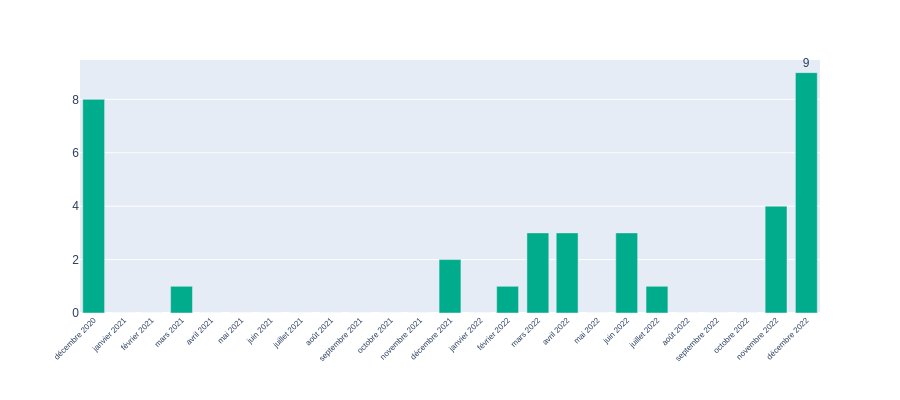 9
8
6
4
2
0
décembre 2020
janvier 2021
février 2021
mars 2021
avril 2021
mai 2021
juin 2021
juillet 2021
août 2021
septembre 2021
octobre 2021
novembre 2021
décembre 2021
janvier 2022
février 2022
mars 2022
avril 2022
mai 2022
juin 2022
juillet 2022
août 2022
septembre 2022
octobre 2022
novembre 2022
décembre 2022